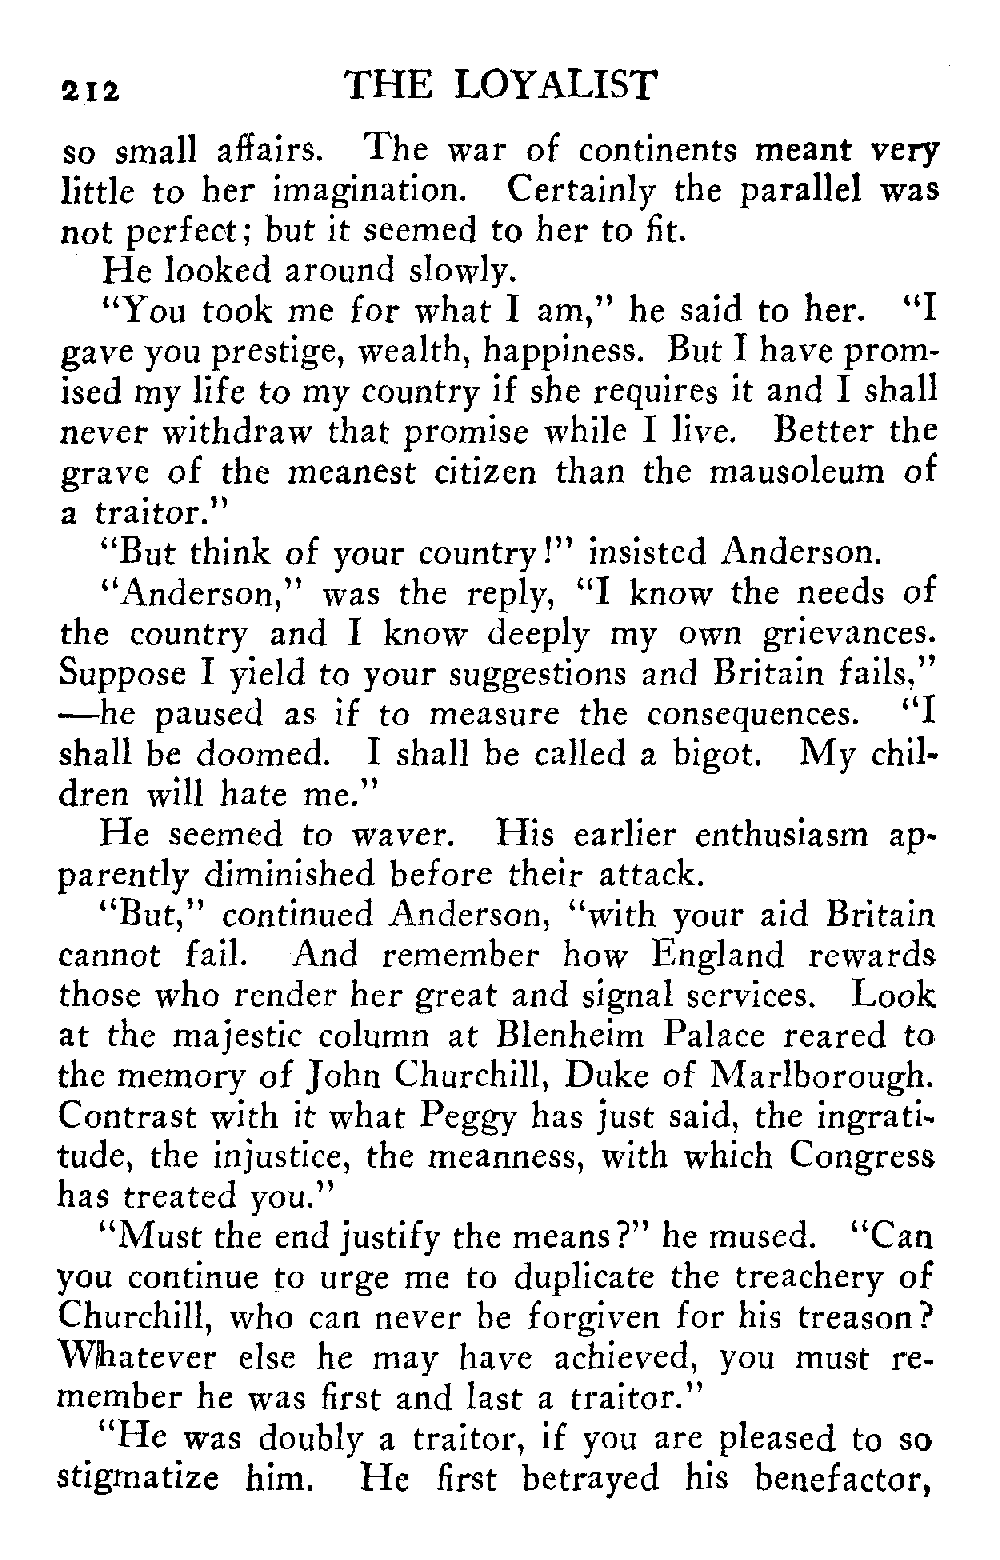 212 THE LOYALIST
so small affairs. The war of continents meant very
little to her imagination. Certainly the parallel was
not perfect; but it seemed to her to fit.
He looked around slowly.
“You took me for what I am,” he said to her. “I
gave you prestige, wealth, happiness. But I have prom-
ised my life to my country if she requires it and I shall
never withdraw that promise while I live. Better the
grave of the meanest citizen than the mausoleum of
a traitor.”
“But think of your country!” insisted Anderson.
“Anderson,” was the reply, “I know the needs of
the country and I know deeply my own grievances.
Suppose I yield to your suggestions and Britain fails,”
—he paused as if to measure the consequences. “I
shall be doomed. I shall be called a bigot. My chil-
dren will hate me.”
He seemed to waver. His earlier enthusiasm ap-
parently diminished before their attack.
“But,” continued Anderson, “with your aid Britain
cannot fail. And remember how England rewards
those who render her great and signal services. Look
at the majestic column at Blenheim Palace reared to
the memory of John Churchill, Duke of Marlborough.
Contrast with it what Peggy has just said, the ingrati-
tude, the injustice, the meanness, with which Congress
has treated you.”
“Must the end justify the means?” he mused. “Can
you continue to urge me to duplicate the treachery of
Churchill, who can never be forgiven for his treason?
Whatever else he may have achieved, you must re-
member he was first and last a traitor.”
“He was doubly a traitor, if you are pleased to so
stigmatize him. He first betrayed his benefactor,